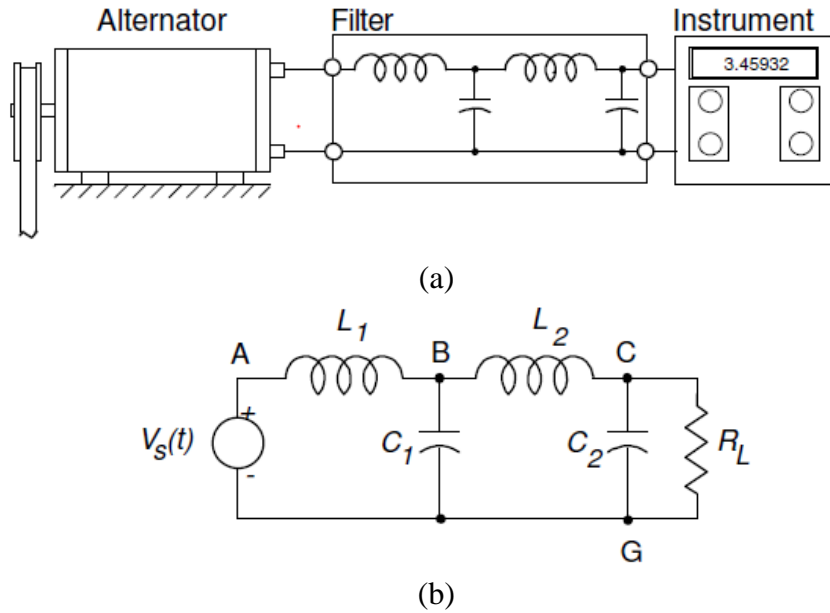 Alternator Filter Instrument
3.45932
(a)
L1 L2
A B C
+
Vs(t) C1 C2 RL
-
G
(b)